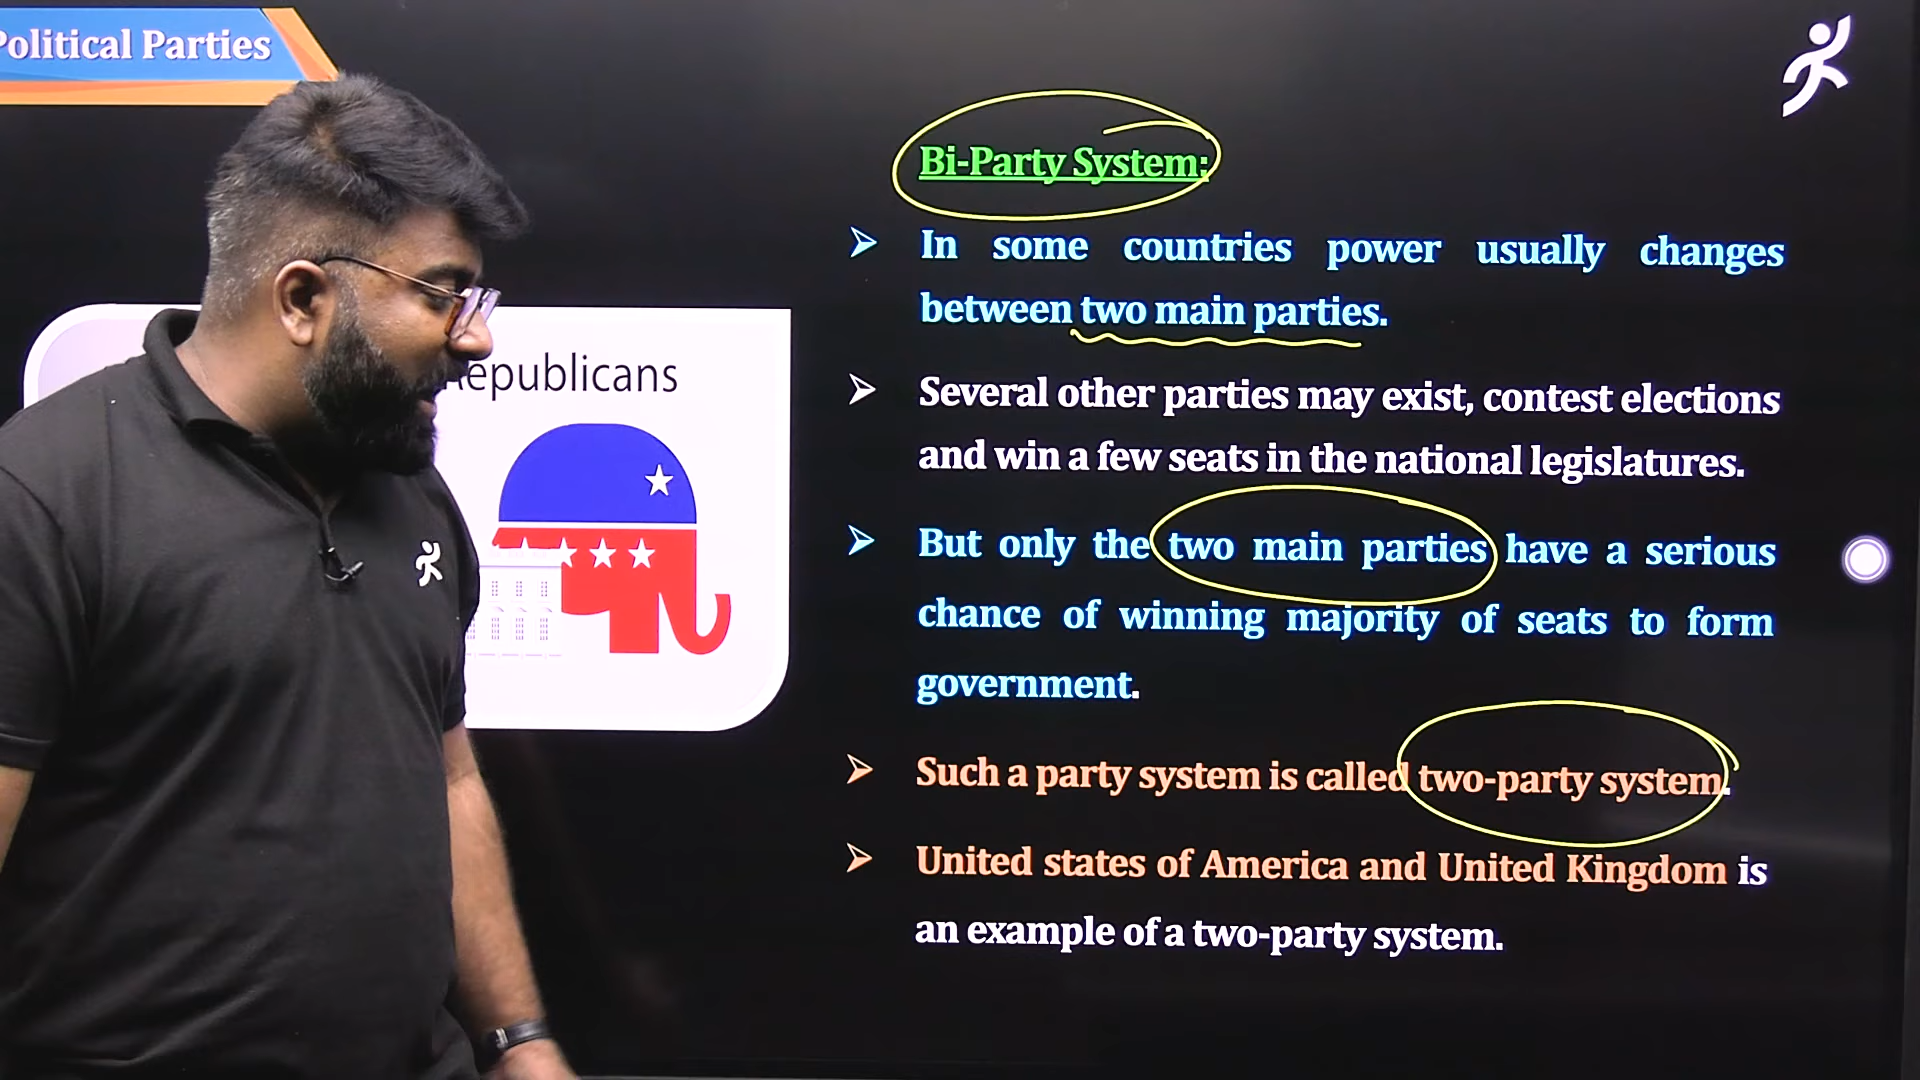 Political Parties
Bi-Party System:
In some countries power usually changes
between two main parties.
Several other parties may exist, contest elections
and win a few seats in the national legislatures.
But only the two main parties have a serious
chance of winning majority of seats to form
government.
Such a party system is called two-party system.
United states of America and United Kingdom is
an example of a two-party system.
Republicans